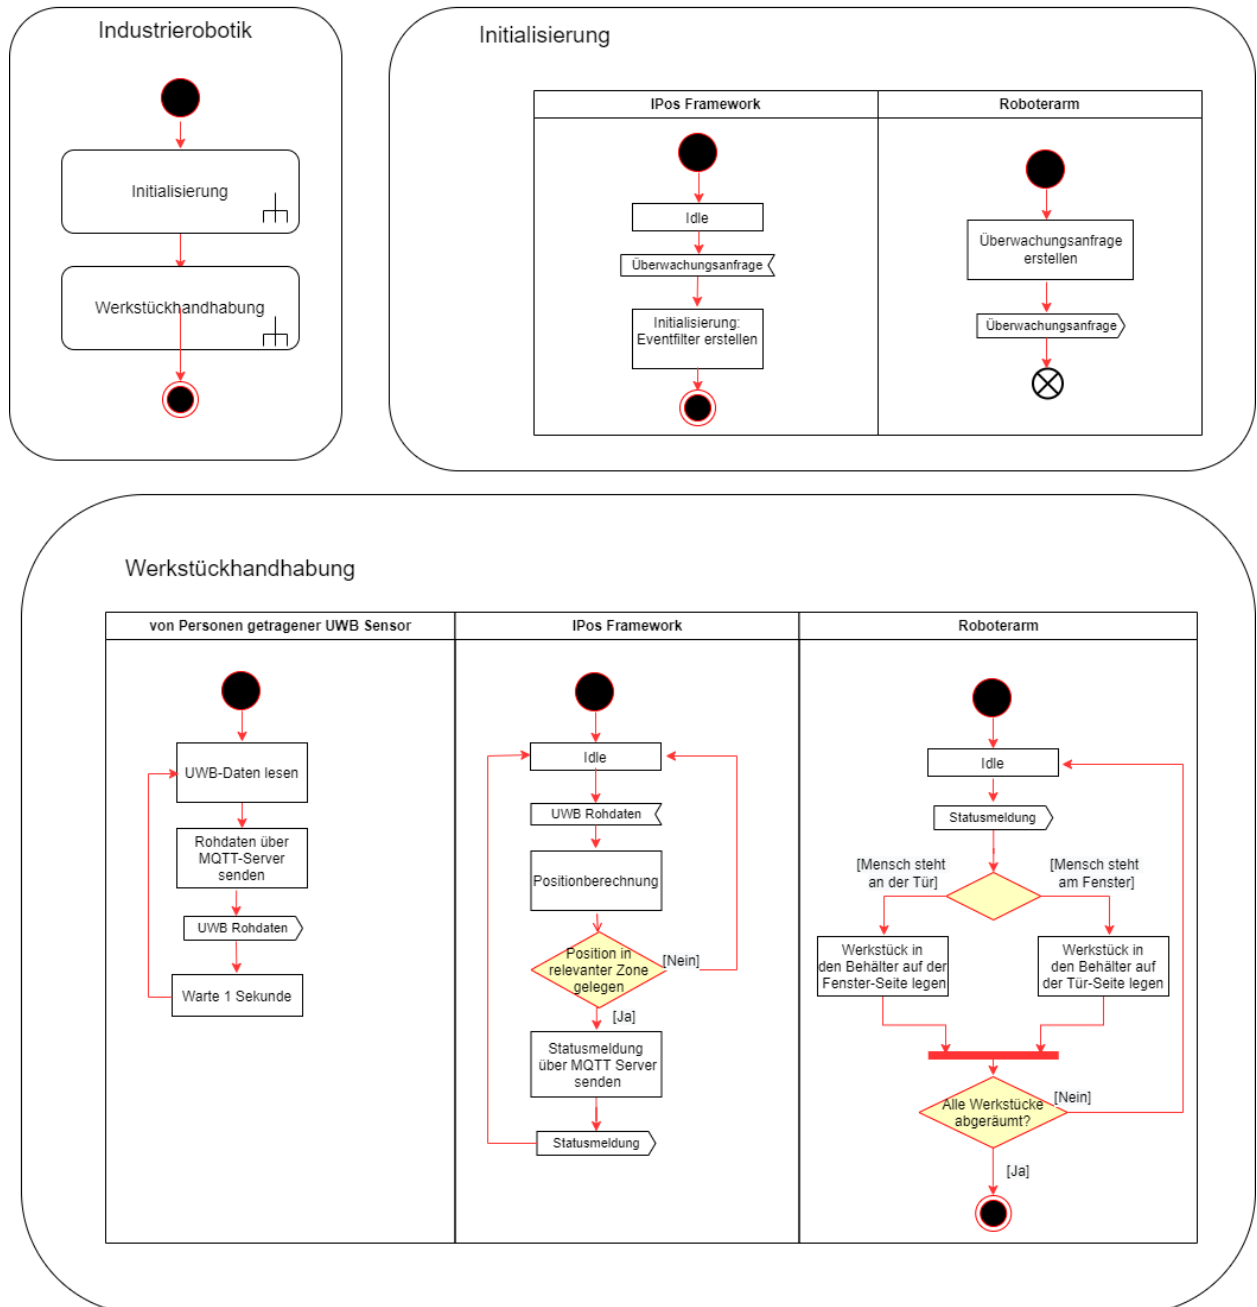 Industrierobotik
Initialisierung
Werkstückhandhabung
Initialisierung
IPos Framework
Idle
Überwachungsanfrage
Initialisierung:
Eventfilter erstellen
Roboterarm
Überwachungsanfrage
erstellen
Überwachungsanfrage
Werkstückhandhabung
von Personen getragener UWB Sensor
UWB-Daten lesen
Rohdaten über
MQTT-Server
senden
UWB Rohdaten
Warte 1 Sekunde
IPos Framework
Idle
UWB Rohdaten
Positionberechnung
Position in
relevanter Zone
gelegen
[Nein]
[Ja]
Statusmeldung
über MQTT Server
senden
Statusmeldung
Roboterarm
Idle
Statusmeldung
[Mensch steht
an der Tür]
[Mensch steht
am Fenster]
Werkstück in
den Behälter auf der
Fenster-Seite legen
Werkstück in
den Behälter auf
der Tür-Seite legen
Alle Werkstücke
abgeräumt?
[Nein]
[Ja]